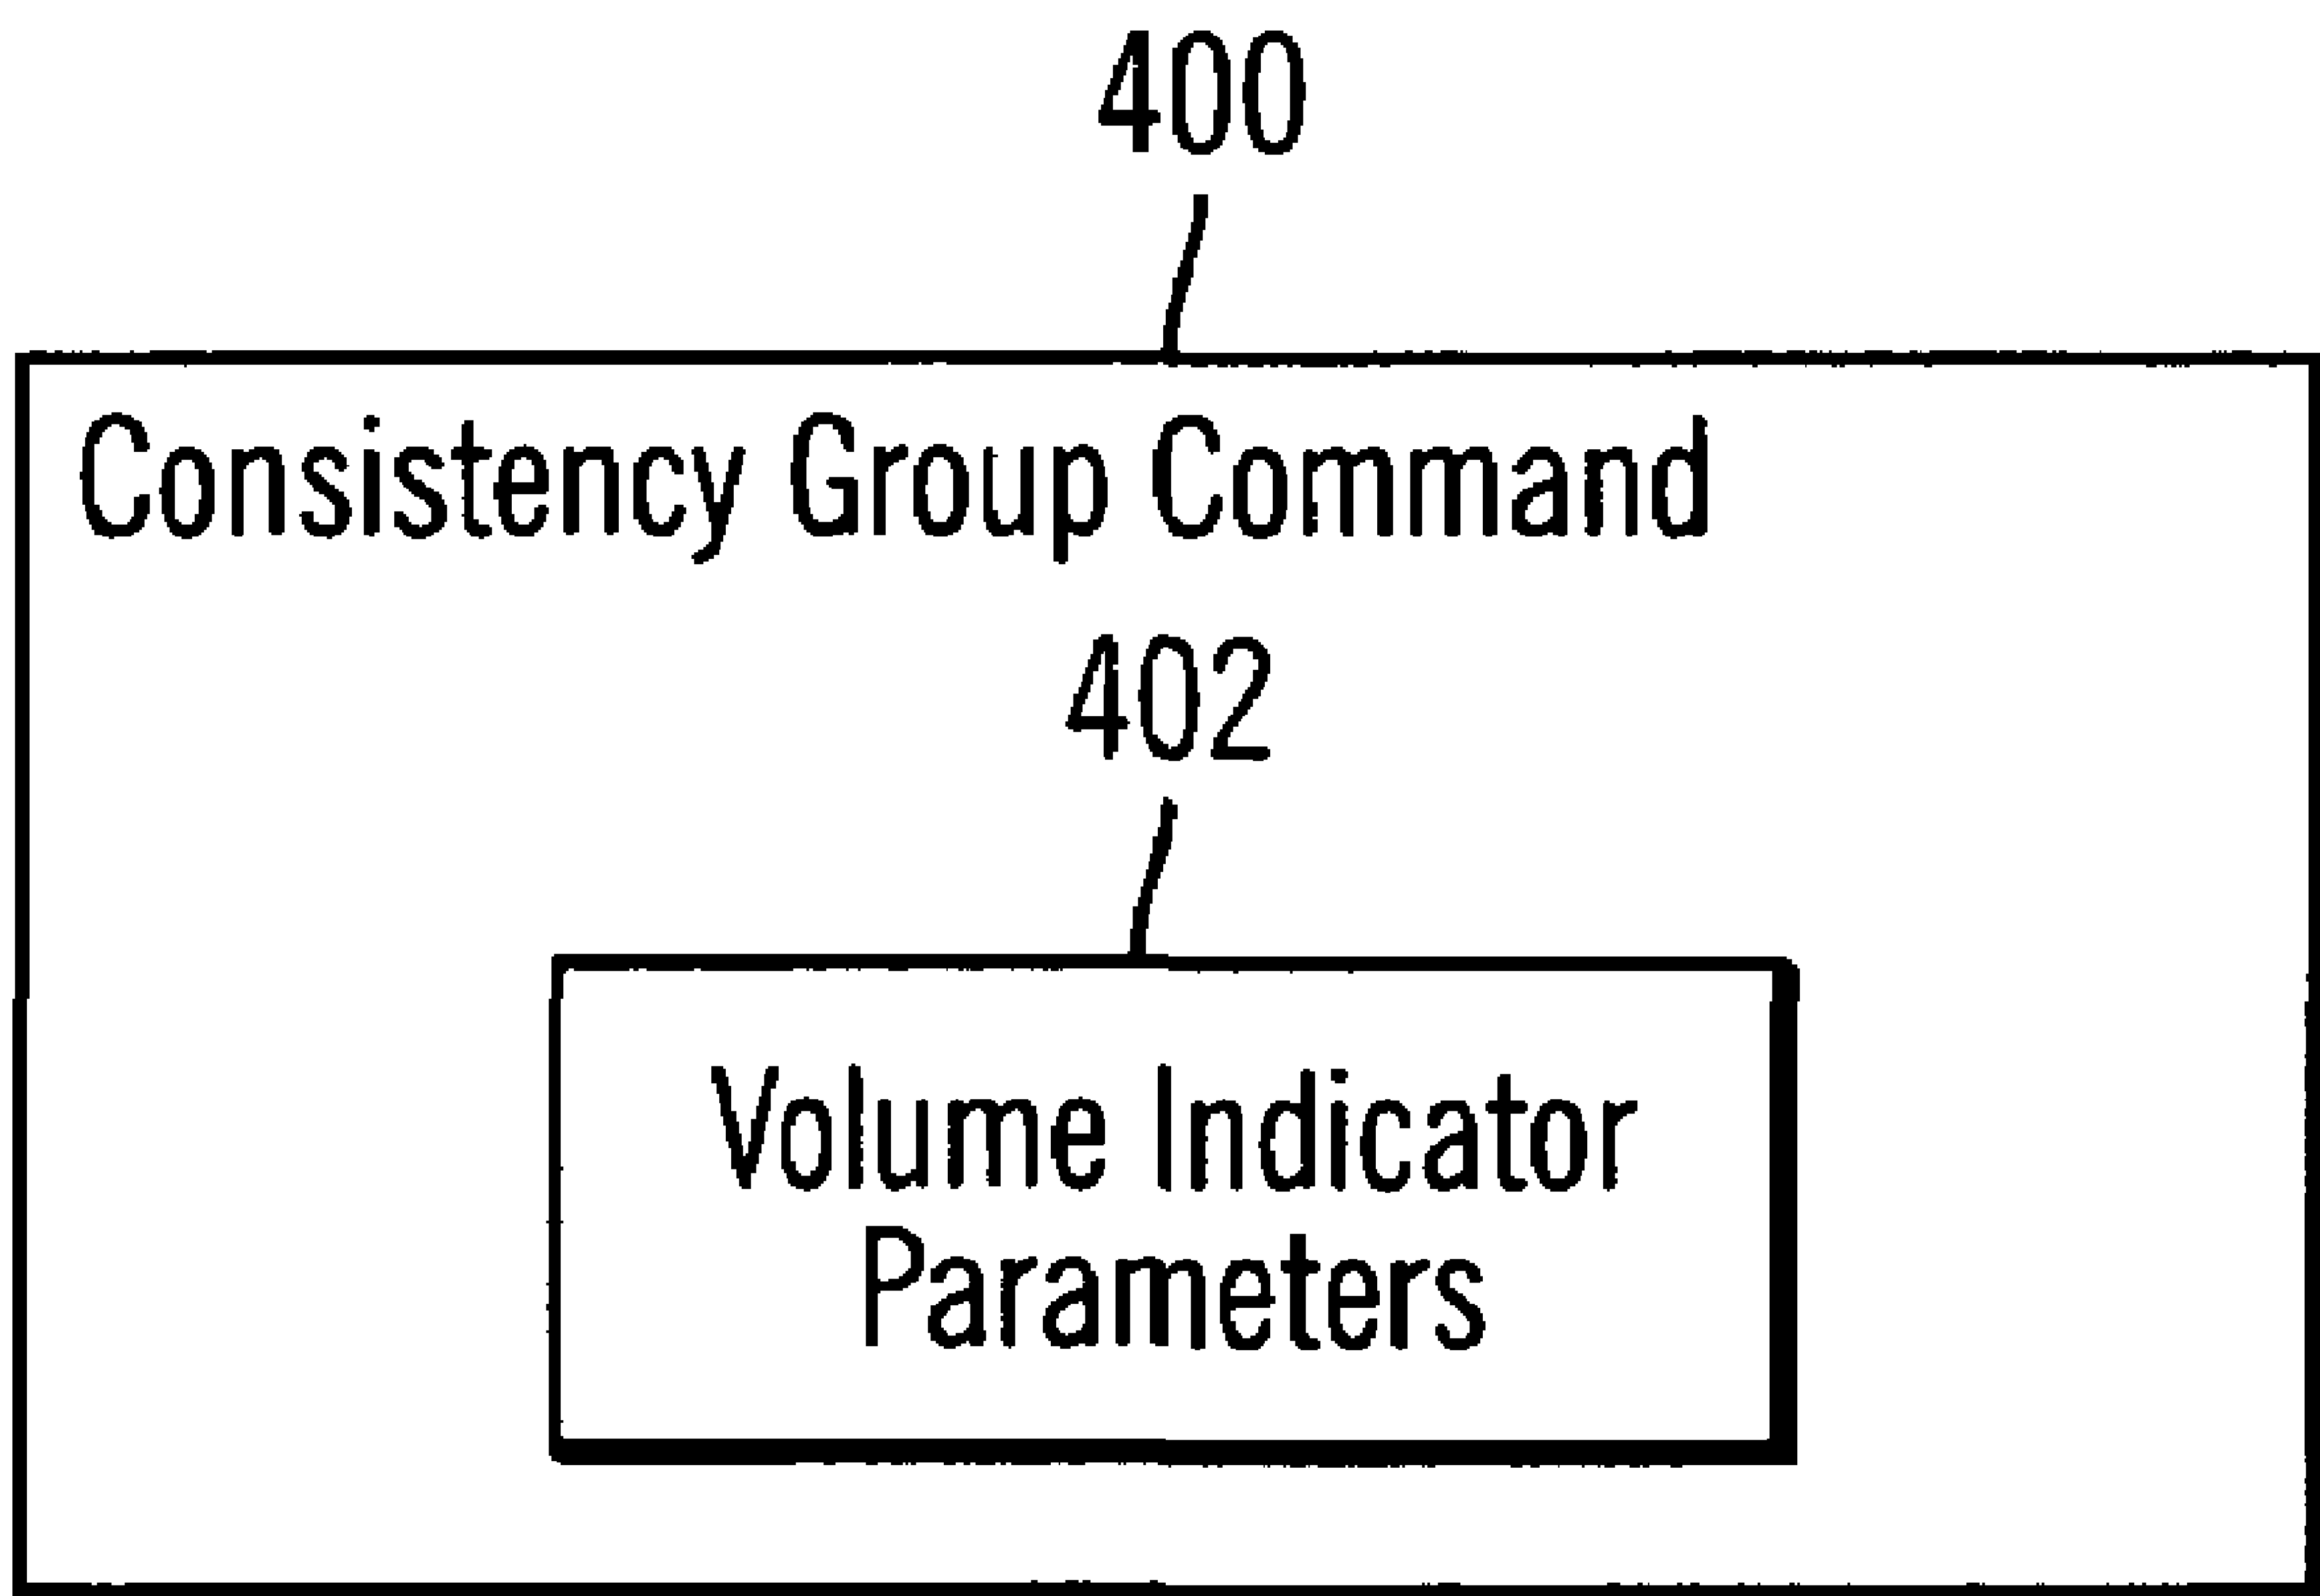 400
Consistency Group Command
402
Volume Indicator
Parameters